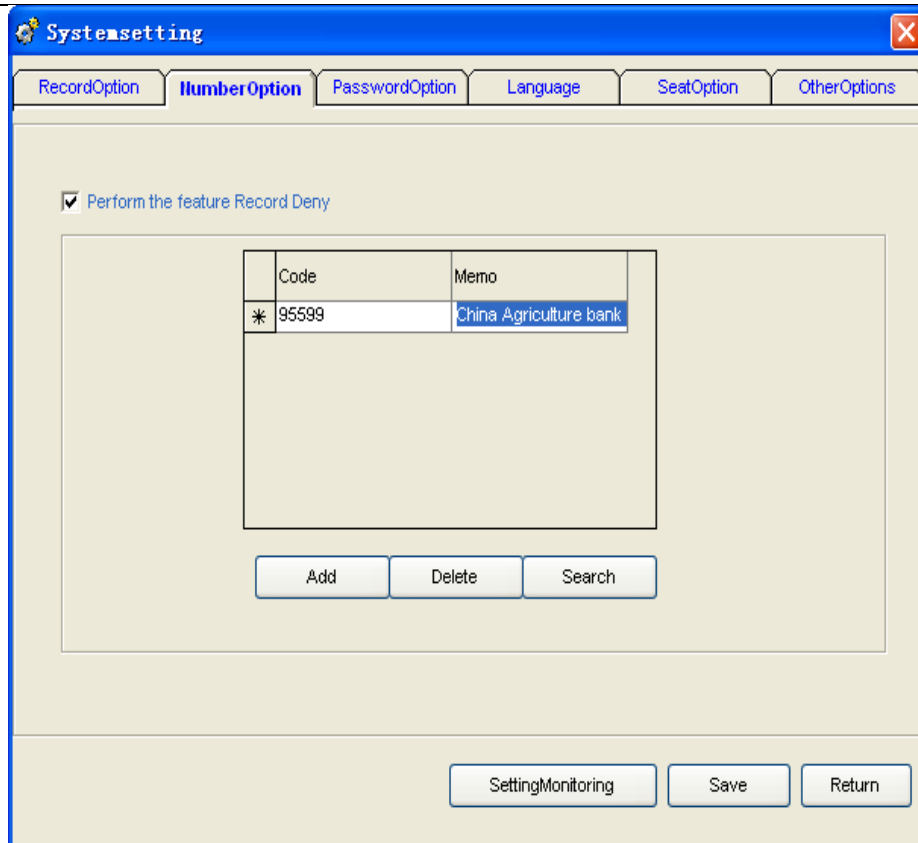 Systemsetting
RecordOption NumberOption PasswordOption Language SeatOption OtherOptions
Perform the feature Record Deny
Code Memo
95599 China Agriculture bank
Add Delete Search
SettingMonitoring Save Return